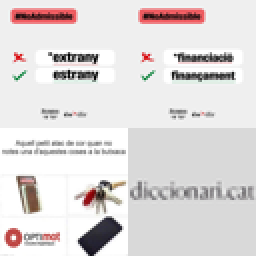 #NoAdmissible
*extrany
estrany
#NoAdmissible
*financiació
finançament
Aquell petit atac de cor quan no
notes una d'aquestes coses a la butxaca
optimot
diccionari.cat